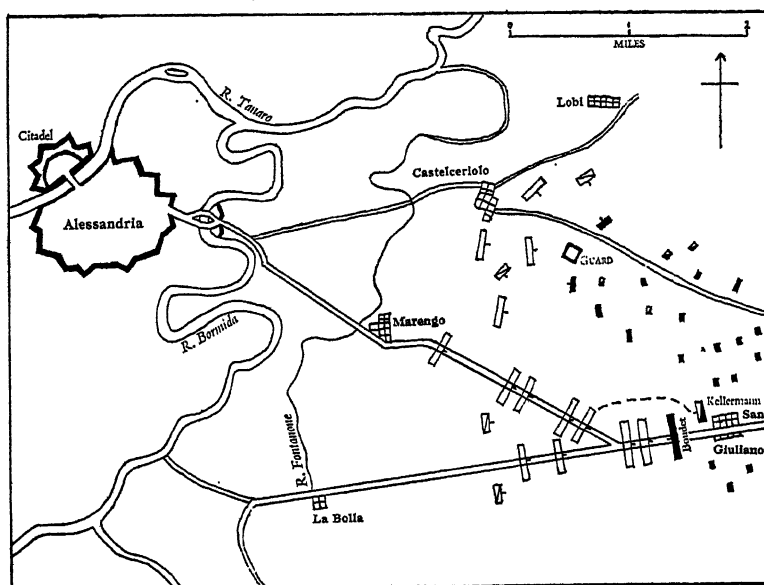 0 1 2
MILES
R. Tanaro
Lobi
Citadel
Castelceriolo
Alessandria
GUARD
Marengo
R. Bormida
Kellermann
San
Giuliano
Boudet
R. Fontanone
La Bolla